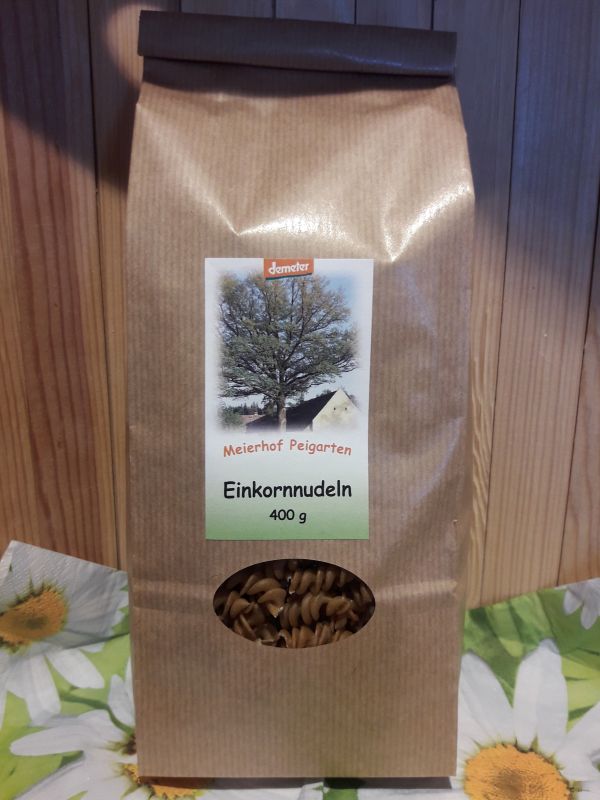 demeter
Meierhof Peigarten
Einkornnudeln
400 g